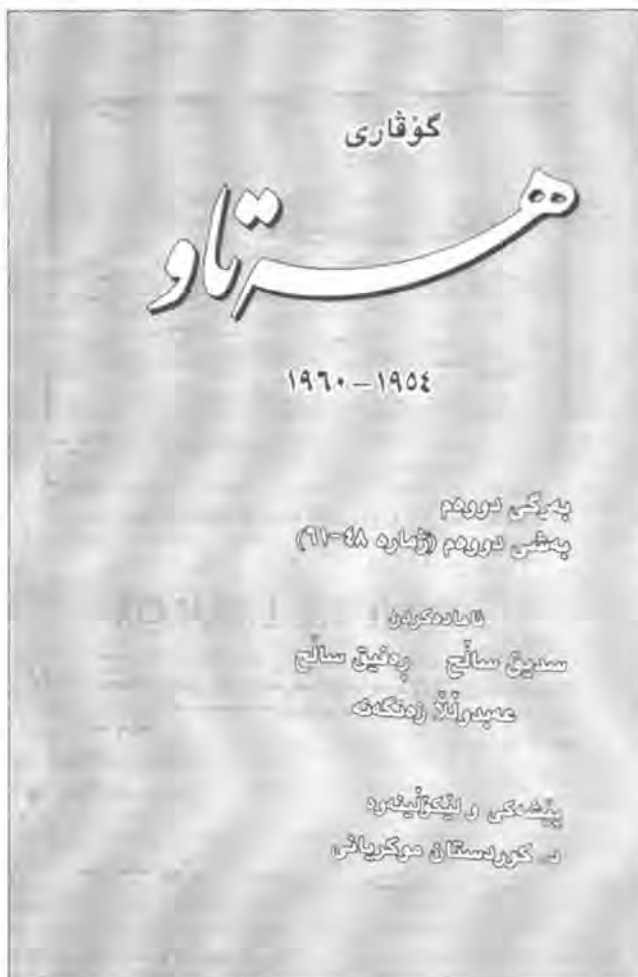 گۆڤاری
هەتاو
١٩٥٤ – ١٩٦٠
بەرگی دووەم
بەشی دووەم (ژمارە ٤٨-٦١)
ئامادەکردن
سدیق ساڵح ڕەفیق ساڵح
عەبدوڵڵا زەنگەنە
پێشەکی و لێکۆڵینەوە
د. کوردستان موکریانی